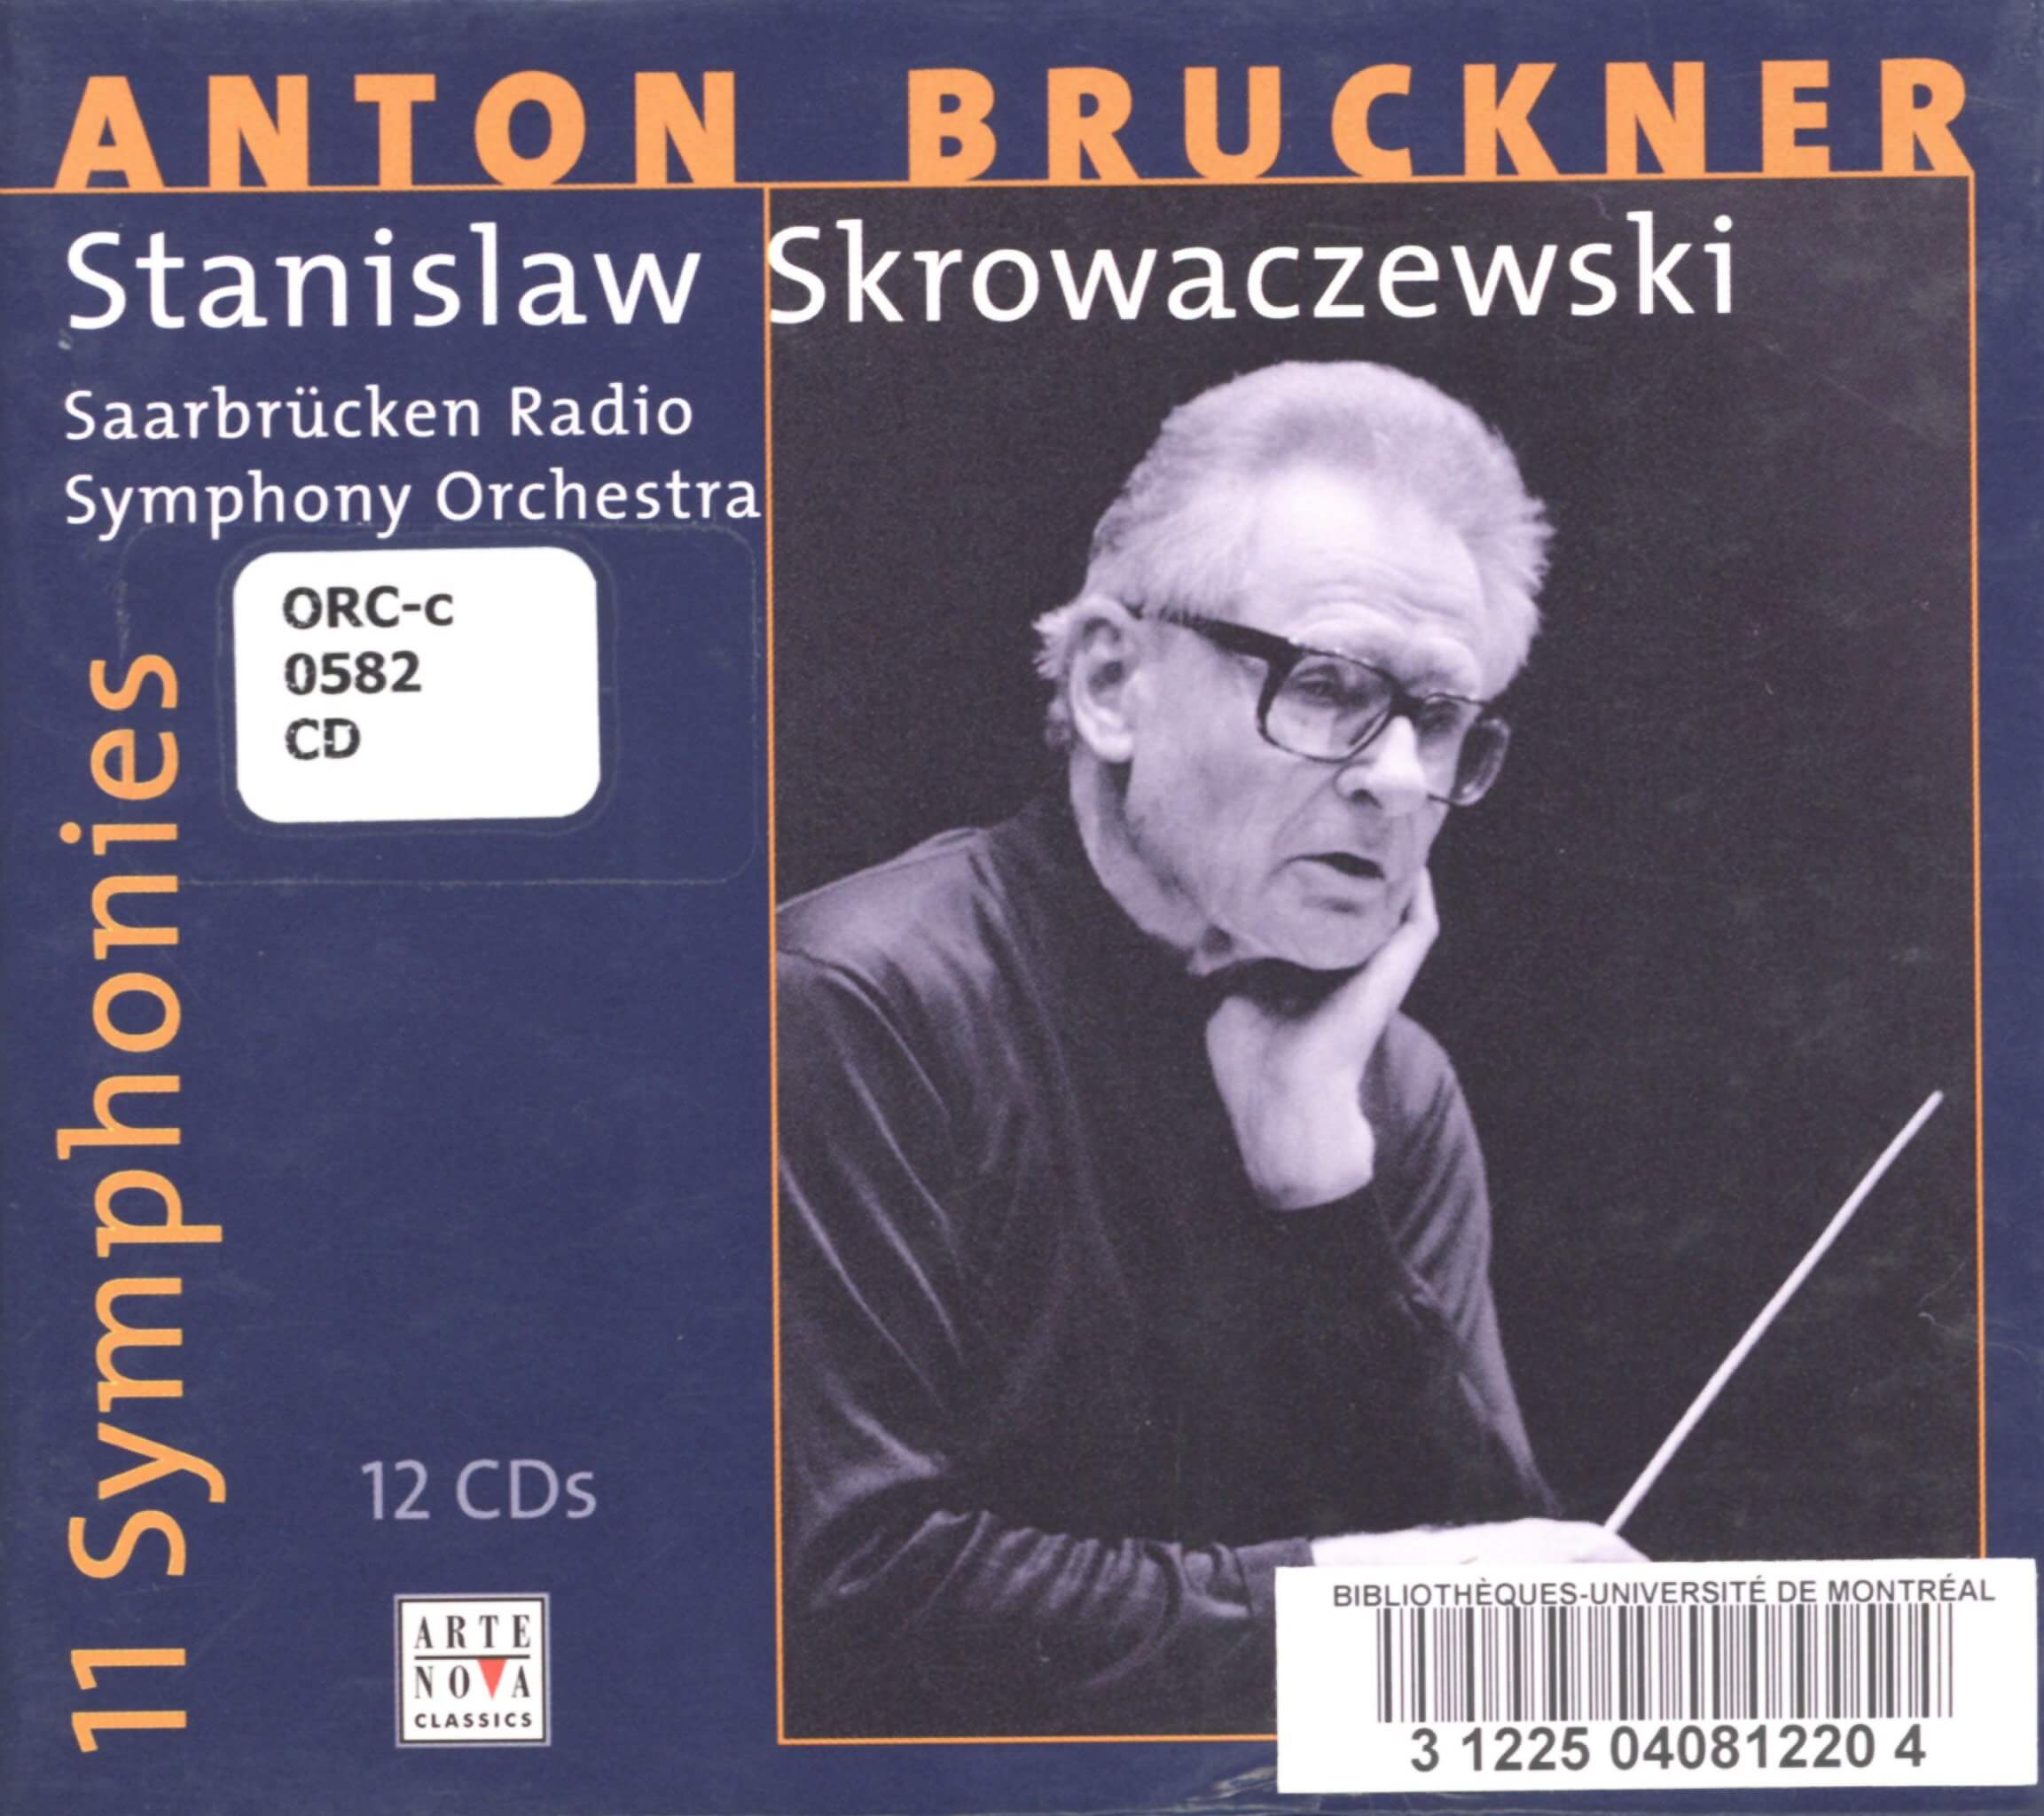 ANTON BRUCKNER
Stanislaw Skrowaczewski
Saarbrücken Radio
Symphony Orchestra
ORC-c
0582
CD
11 Symphonies
12 CDs
ARTE
NOVA
CLASSICS
BIBLIOTHÈQUES-UNIVERSITÉ DE MONTRÉAL
3 1225 04081220 4